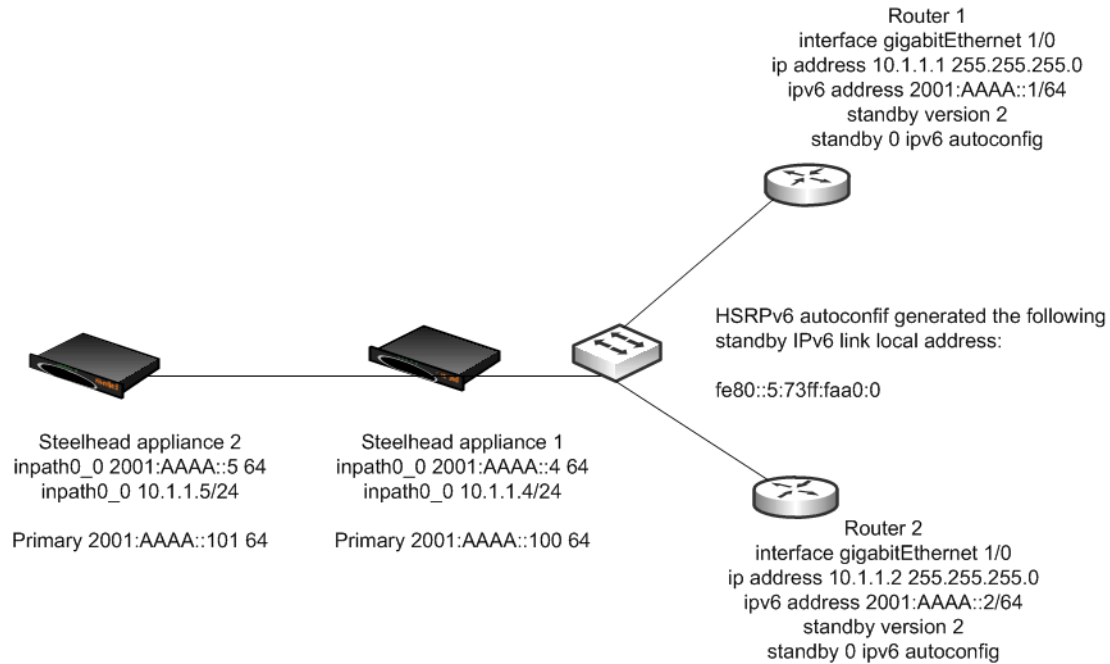 Router 1
interface gigabitEthernet 1/0
ip address 10.1.1.1 255.255.255.0
ipv6 address 2001:AAAA::1/64
standby version 2
standby 0 ipv6 autoconfig
HSRPv6 autoconfif generated the following
standby IPv6 link local address:
fe80::5:73ff:faa0:0
Steelhead appliance 2
inpath0_0 2001:AAAA::5 64
inpath0_0 10.1.1.5/24
Primary 2001:AAAA::101 64
Steelhead appliance 1
inpath0_0 2001:AAAA::4 64
inpath0_0 10.1.1.4/24
Primary 2001:AAAA::100 64
Router 2
interface gigabitEthernet 1/0
ip address 10.1.1.2 255.255.255.0
ipv6 address 2001:AAAA::2/64
standby version 2
standby 0 ipv6 autoconfig